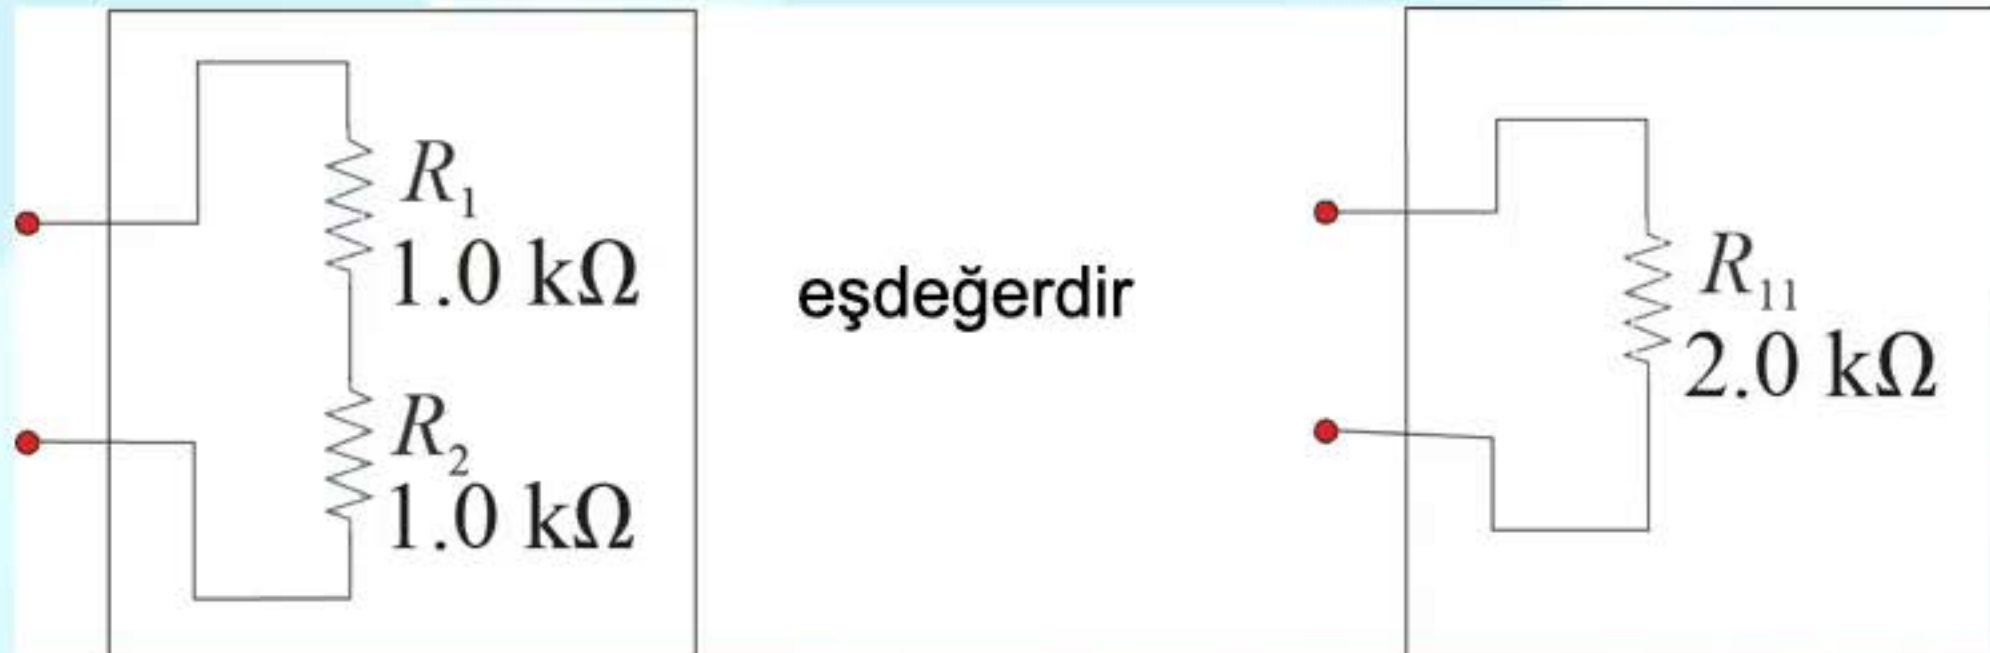 R₁
1.0 kΩ
R₂
1.0 kΩ
eşdeğerdir
R₁₁
2.0 kΩ